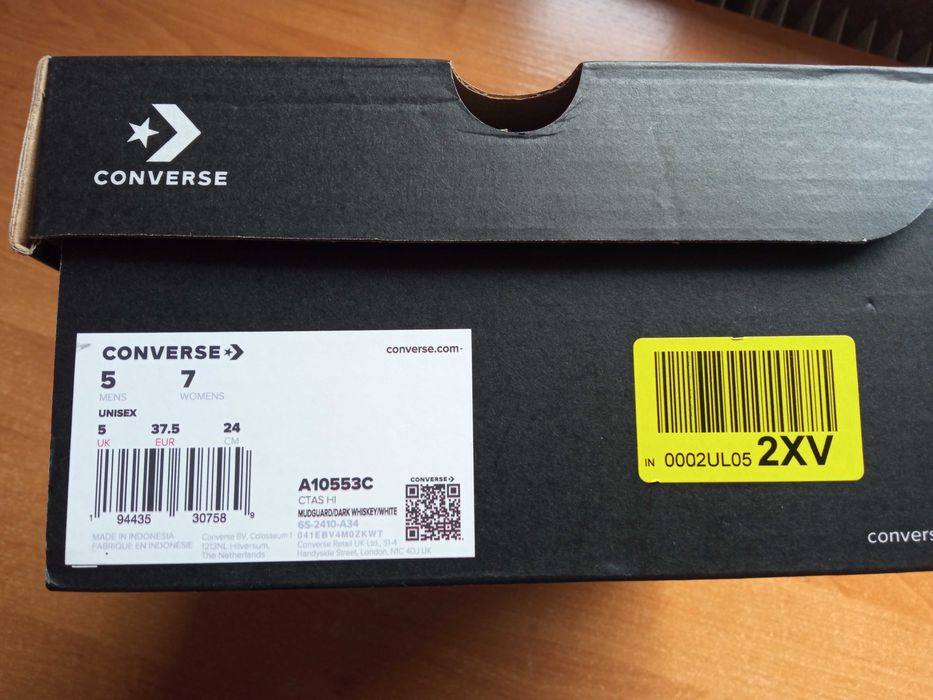 CONVERSE
CONVERSE
converse.com
5 7
MENS WOMENS
UNISEX
5 37.5 24
UK EUR CM
1 94435 30758 9
A10553C
CTAS HI
MUDGUARD/DARK WHISKEY/WHITE
6S-2410-A34
041EBV4M0ZKWT
CONVERSE
MADE IN INDONESIA
FABRIQUE EN INDONÉSIE
Converse BV, Colosseum 1
1213NL Hilversum,
The Netherlands
Converse Retail UK Ltd., S1-4
Handyside Street, London, N1C 4DJ UK
IN 0002UL05 2XV
convers